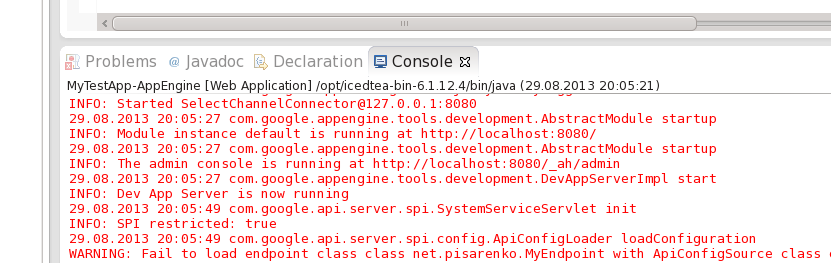 Problems @ Javadoc Declaration Console
MyTestApp-AppEngine [Web Application] /opt/icedtea-bin-6.1.12.4/bin/java (29.08.2013 20:05:21)
INFO: Started SelectChannelConnector@127.0.0.1:8080
29.08.2013 20:05:27 com.google.appengine.tools.development.AbstractModule startup
INFO: Module instance default is running at http://localhost:8080/
29.08.2013 20:05:27 com.google.appengine.tools.development.AbstractModule startup
INFO: The admin console is running at http://localhost:8080/_ah/admin
29.08.2013 20:05:27 com.google.appengine.tools.development.DevAppServerImpl start
INFO: Dev App Server is now running
29.08.2013 20:05:49 com.google.api.server.spi.SystemServiceServlet init
INFO: SPI restricted: true
29.08.2013 20:05:49 com.google.api.server.spi.config.ApiConfigLoader loadConfiguration
WARNING: Fail to load endpoint class class net.pisarenko.MyEndpoint with ApiConfigSource class